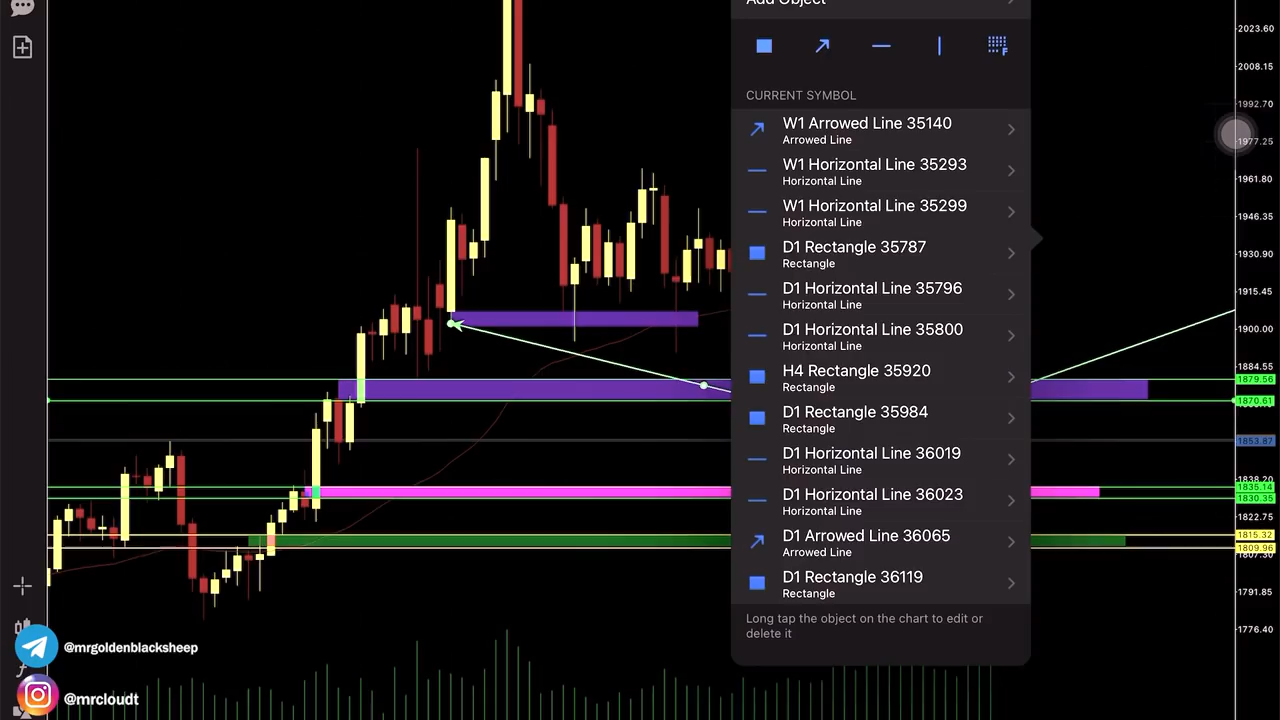 Add Object
CURRENT SYMBOL
W1 Arrowed Line 35140
Arrowed Line
W1 Horizontal Line 35293
Horizontal Line
W1 Horizontal Line 35299
Horizontal Line
D1 Rectangle 35787
Rectangle
D1 Horizontal Line 35796
Horizontal Line
D1 Horizontal Line 35800
Horizontal Line
H4 Rectangle 35920
Rectangle
D1 Rectangle 35984
Rectangle
D1 Horizontal Line 36019
Horizontal Line
D1 Horizontal Line 36023
Horizontal Line
D1 Arrowed Line 36065
Arrowed Line
D1 Rectangle 36119
Rectangle
Long tap the object on the chart to edit or
delete it
2023.60
2008.15
1992.70
1977.25
1961.80
1946.35
1930.90
1915.45
1900.00
1884.55
1879.56
1870.61
1853.87
1838.20
1835.14
1830.35
1822.75
1815.32
1809.96
1807.30
1791.85
1776.40
@mrgoldenblacksheep
@mrcloudt